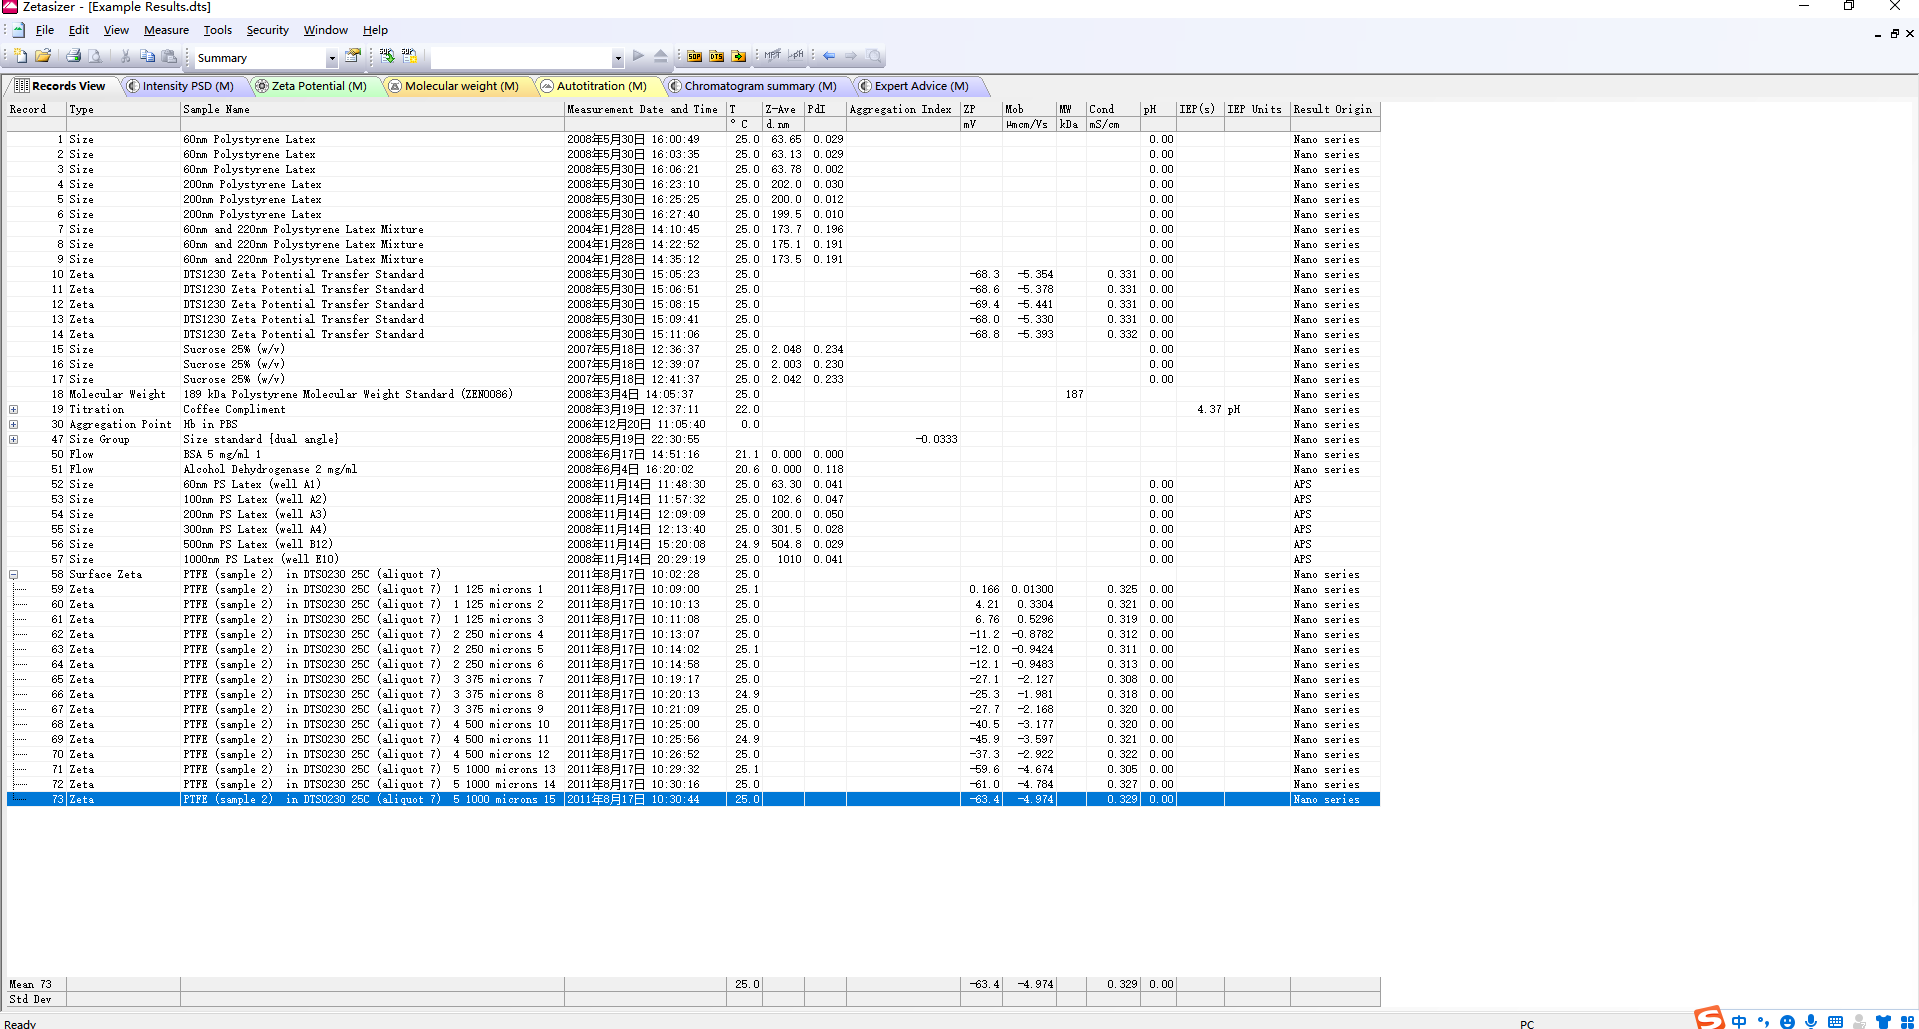 Zetasizer - [Example Results.dts]
File Edit View Measure Tools Security Window Help
Summary
Records View Intensity PSD (M) Zeta Potential (M) Molecular weight (M) Autotitration (M) Chromatogram summary (M) Expert Advice (M)
Record Type Sample Name Measurement Date and Time T Z-Ave PdI Aggregation Index ZP Mob MW Cond pH IEP(s) IEP Units Result Origin
° C d.nm mV µmcm/Vs kDa mS/cm
1 Size 60nm Polystyrene Latex 2008年5月30日 16:00:49 25.0 63.65 0.029 0.00 Nano series
2 Size 60nm Polystyrene Latex 2008年5月30日 16:03:35 25.0 63.13 0.029 0.00 Nano series
3 Size 60nm Polystyrene Latex 2008年5月30日 16:06:21 25.0 63.78 0.002 0.00 Nano series
4 Size 200nm Polystyrene Latex 2008年5月30日 16:23:10 25.0 202.0 0.030 0.00 Nano series
5 Size 200nm Polystyrene Latex 2008年5月30日 16:25:25 25.0 200.0 0.012 0.00 Nano series
6 Size 200nm Polystyrene Latex 2008年5月30日 16:27:40 25.0 199.5 0.010 0.00 Nano series
7 Size 60nm and 220nm Polystyrene Latex Mixture 2004年1月28日 14:10:45 25.0 173.7 0.196 0.00 Nano series
8 Size 60nm and 220nm Polystyrene Latex Mixture 2004年1月28日 14:22:52 25.0 175.1 0.191 0.00 Nano series
9 Size 60nm and 220nm Polystyrene Latex Mixture 2004年1月28日 14:35:12 25.0 173.5 0.191 0.00 Nano series
10 Zeta DTS1230 Zeta Potential Transfer Standard 2008年5月30日 15:05:23 25.0 -68.3 -5.354 0.331 0.00 Nano series
11 Zeta DTS1230 Zeta Potential Transfer Standard 2008年5月30日 15:06:51 25.0 -68.6 -5.378 0.331 0.00 Nano series
12 Zeta DTS1230 Zeta Potential Transfer Standard 2008年5月30日 15:08:15 25.0 -69.4 -5.441 0.331 0.00 Nano series
13 Zeta DTS1230 Zeta Potential Transfer Standard 2008年5月30日 15:09:41 25.0 -68.0 -5.330 0.331 0.00 Nano series
14 Zeta DTS1230 Zeta Potential Transfer Standard 2008年5月30日 15:11:06 25.0 -68.8 -5.393 0.332 0.00 Nano series
15 Size Sucrose 25% (w/v) 2007年5月18日 12:36:37 25.0 2.048 0.234 0.00 Nano series
16 Size Sucrose 25% (w/v) 2007年5月18日 12:39:07 25.0 2.003 0.230 0.00 Nano series
17 Size Sucrose 25% (w/v) 2007年5月18日 12:41:37 25.0 2.042 0.233 0.00 Nano series
18 Molecular Weight 189 kDa Polystyrene Molecular Weight Standard (ZEN0086) 2008年3月4日 14:05:37 25.0 187 Nano series
19 Titration Coffee Compliment 2008年3月19日 12:37:11 22.0 4.37 pH Nano series
30 Aggregation Point Hb in PBS 2006年12月20日 11:05:40 0.0 Nano series
47 Size Group Size standard {dual angle} 2008年5月19日 22:30:55 -0.0333 Nano series
50 Flow BSA 5 mg/ml 1 2008年6月17日 14:51:16 21.1 0.000 0.000 Nano series
51 Flow Alcohol Dehydrogenase 2 mg/ml 2008年6月4日 16:20:02 20.6 0.000 0.118 Nano series
52 Size 60nm PS Latex (well A1) 2008年11月14日 11:48:30 25.0 63.30 0.041 0.00 APS
53 Size 100nm PS Latex (well A2) 2008年11月14日 11:57:32 25.0 102.6 0.047 0.00 APS
54 Size 200nm PS Latex (well A3) 2008年11月14日 12:09:09 25.0 200.0 0.050 0.00 APS
55 Size 300nm PS Latex (well A4) 2008年11月14日 12:13:40 25.0 301.5 0.028 0.00 APS
56 Size 500nm PS Latex (well B12) 2008年11月14日 15:20:08 24.9 504.8 0.029 0.00 APS
57 Size 1000nm PS Latex (well E10) 2008年11月14日 20:29:19 25.0 1010 0.041 0.00 APS
58 Surface Zeta PTFE (sample 2) in DTS0230 25C (aliquot 7) 2011年8月17日 10:02:28 25.0 Nano series
59 Zeta PTFE (sample 2) in DTS0230 25C (aliquot 7) 1 125 microns 1 2011年8月17日 10:09:00 25.1 0.166 0.01300 0.325 0.00 Nano series
60 Zeta PTFE (sample 2) in DTS0230 25C (aliquot 7) 1 125 microns 2 2011年8月17日 10:10:13 25.0 4.21 0.3304 0.321 0.00 Nano series
61 Zeta PTFE (sample 2) in DTS0230 25C (aliquot 7) 1 125 microns 3 2011年8月17日 10:11:08 25.0 6.76 0.5296 0.319 0.00 Nano series
62 Zeta PTFE (sample 2) in DTS0230 25C (aliquot 7) 2 250 microns 4 2011年8月17日 10:13:07 25.0 -11.2 -0.8782 0.312 0.00 Nano series
63 Zeta PTFE (sample 2) in DTS0230 25C (aliquot 7) 2 250 microns 5 2011年8月17日 10:14:02 25.1 -12.0 -0.9424 0.311 0.00 Nano series
64 Zeta PTFE (sample 2) in DTS0230 25C (aliquot 7) 2 250 microns 6 2011年8月17日 10:14:58 25.0 -12.1 -0.9483 0.313 0.00 Nano series
65 Zeta PTFE (sample 2) in DTS0230 25C (aliquot 7) 3 375 microns 7 2011年8月17日 10:19:17 25.0 -27.1 -2.127 0.308 0.00 Nano series
66 Zeta PTFE (sample 2) in DTS0230 25C (aliquot 7) 3 375 microns 8 2011年8月17日 10:20:13 24.9 -25.3 -1.981 0.318 0.00 Nano series
67 Zeta PTFE (sample 2) in DTS0230 25C (aliquot 7) 3 375 microns 9 2011年8月17日 10:21:09 25.0 -27.7 -2.168 0.320 0.00 Nano series
68 Zeta PTFE (sample 2) in DTS0230 25C (aliquot 7) 4 500 microns 10 2011年8月17日 10:25:00 25.0 -40.5 -3.177 0.320 0.00 Nano series
69 Zeta PTFE (sample 2) in DTS0230 25C (aliquot 7) 4 500 microns 11 2011年8月17日 10:25:56 24.9 -45.9 -3.597 0.321 0.00 Nano series
70 Zeta PTFE (sample 2) in DTS0230 25C (aliquot 7) 4 500 microns 12 2011年8月17日 10:26:52 25.0 -37.3 -2.922 0.322 0.00 Nano series
71 Zeta PTFE (sample 2) in DTS0230 25C (aliquot 7) 5 1000 microns 13 2011年8月17日 10:29:32 25.1 -59.6 -4.674 0.305 0.00 Nano series
72 Zeta PTFE (sample 2) in DTS0230 25C (aliquot 7) 5 1000 microns 14 2011年8月17日 10:30:16 25.0 -61.0 -4.784 0.327 0.00 Nano series
73 Zeta PTFE (sample 2) in DTS0230 25C (aliquot 7) 5 1000 microns 15 2011年8月17日 10:30:44 25.0 -63.4 -4.974 0.329 0.00 Nano series
Mean 73 25.0 -63.4 -4.974 0.329 0.00
Std Dev
Ready PC 中